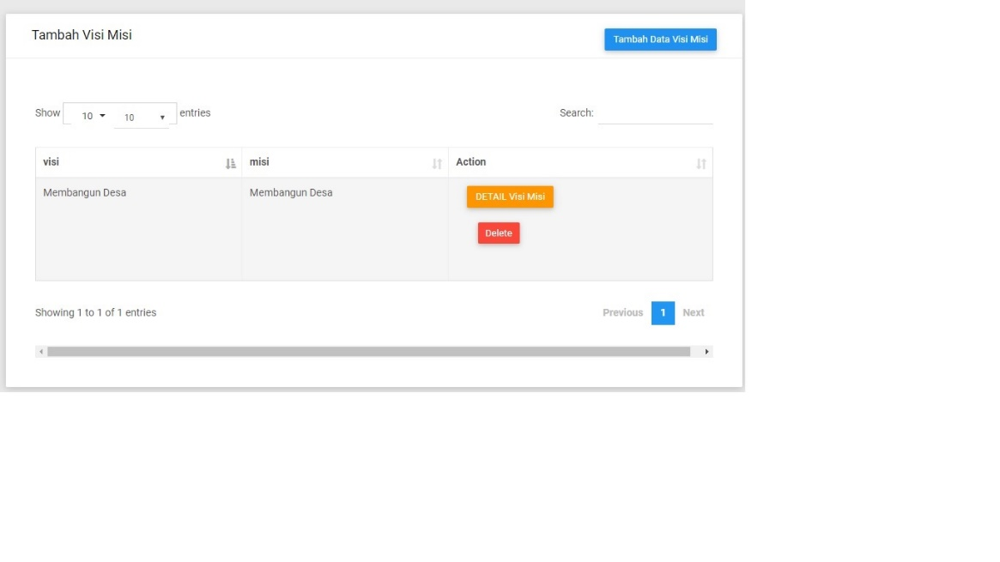 Tambah Visi Misi
Tambah Data Visi Misi
Show 10 10 entries
Search:
visi misi Action
Membangun Desa Membangun Desa DETAIL Visi Misi
Delete
Showing 1 to 1 of 1 entries
Previous 1 Next